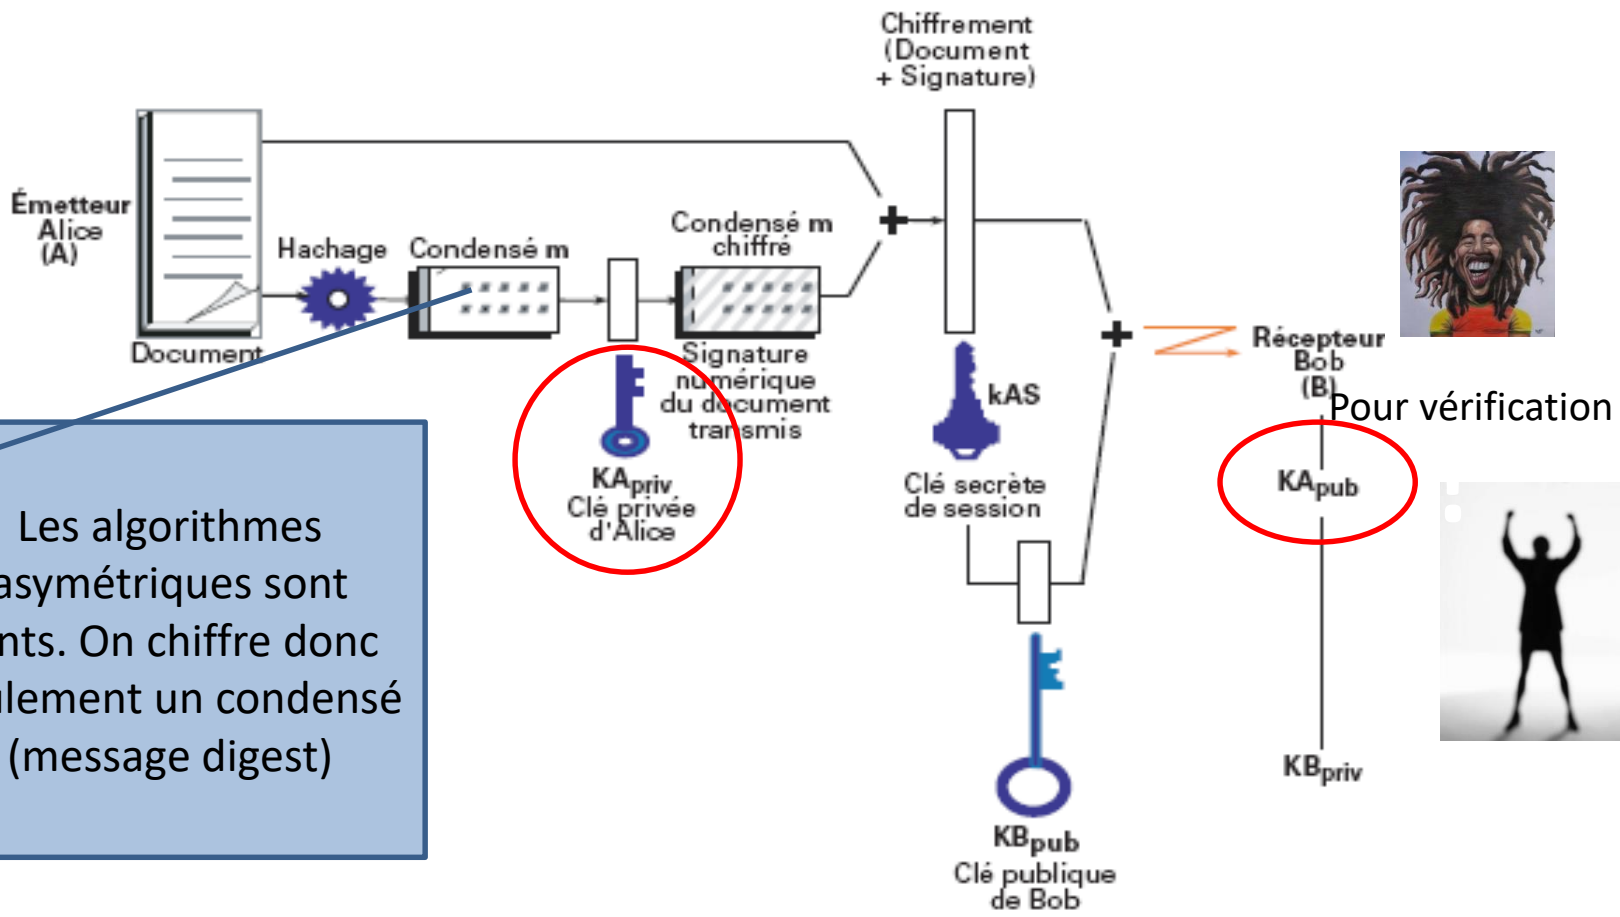 Chiffrement
(Document
+ Signature)
Émetteur
Alice
(A)
Hachage
Condensé m
Condensé m
chiffré
Document
Signature
numérique
du document
transmis
KApriv
Clé privée
d'Alice
kAS
Clé secrète
de session
Récepteur
Bob
(B)
Pour vérification
KApub
KBpriv
KBpub
Clé publique
de Bob
Les algorithmes
asymétriques sont
nts. On chiffre donc
ulement un condensé
(message digest)